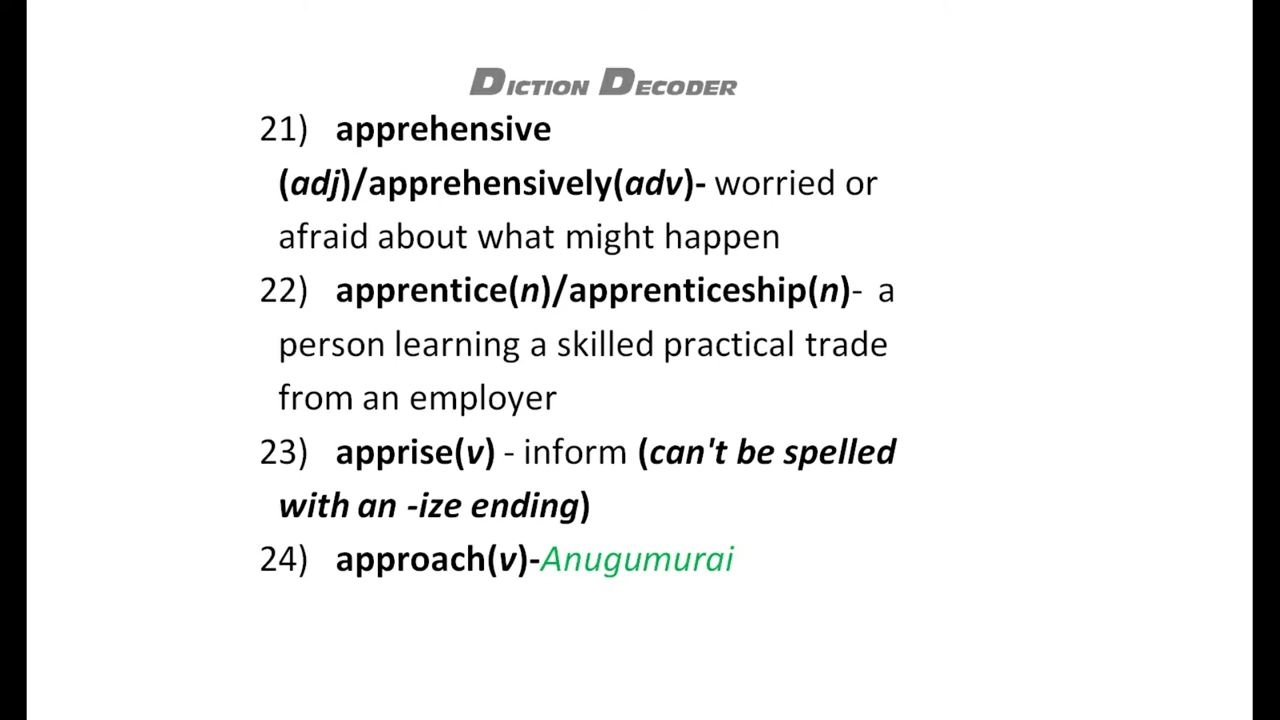 DICTION DECODER
21) apprehensive
(adj)/apprehensively(adv)- worried or
afraid about what might happen
22) apprentice(n)/apprenticeship(n)- a
person learning a skilled practical trade
from an employer
23) apprise(v) - inform (can't be spelled
with an -ize ending)
24) approach(v)-Anugumurai